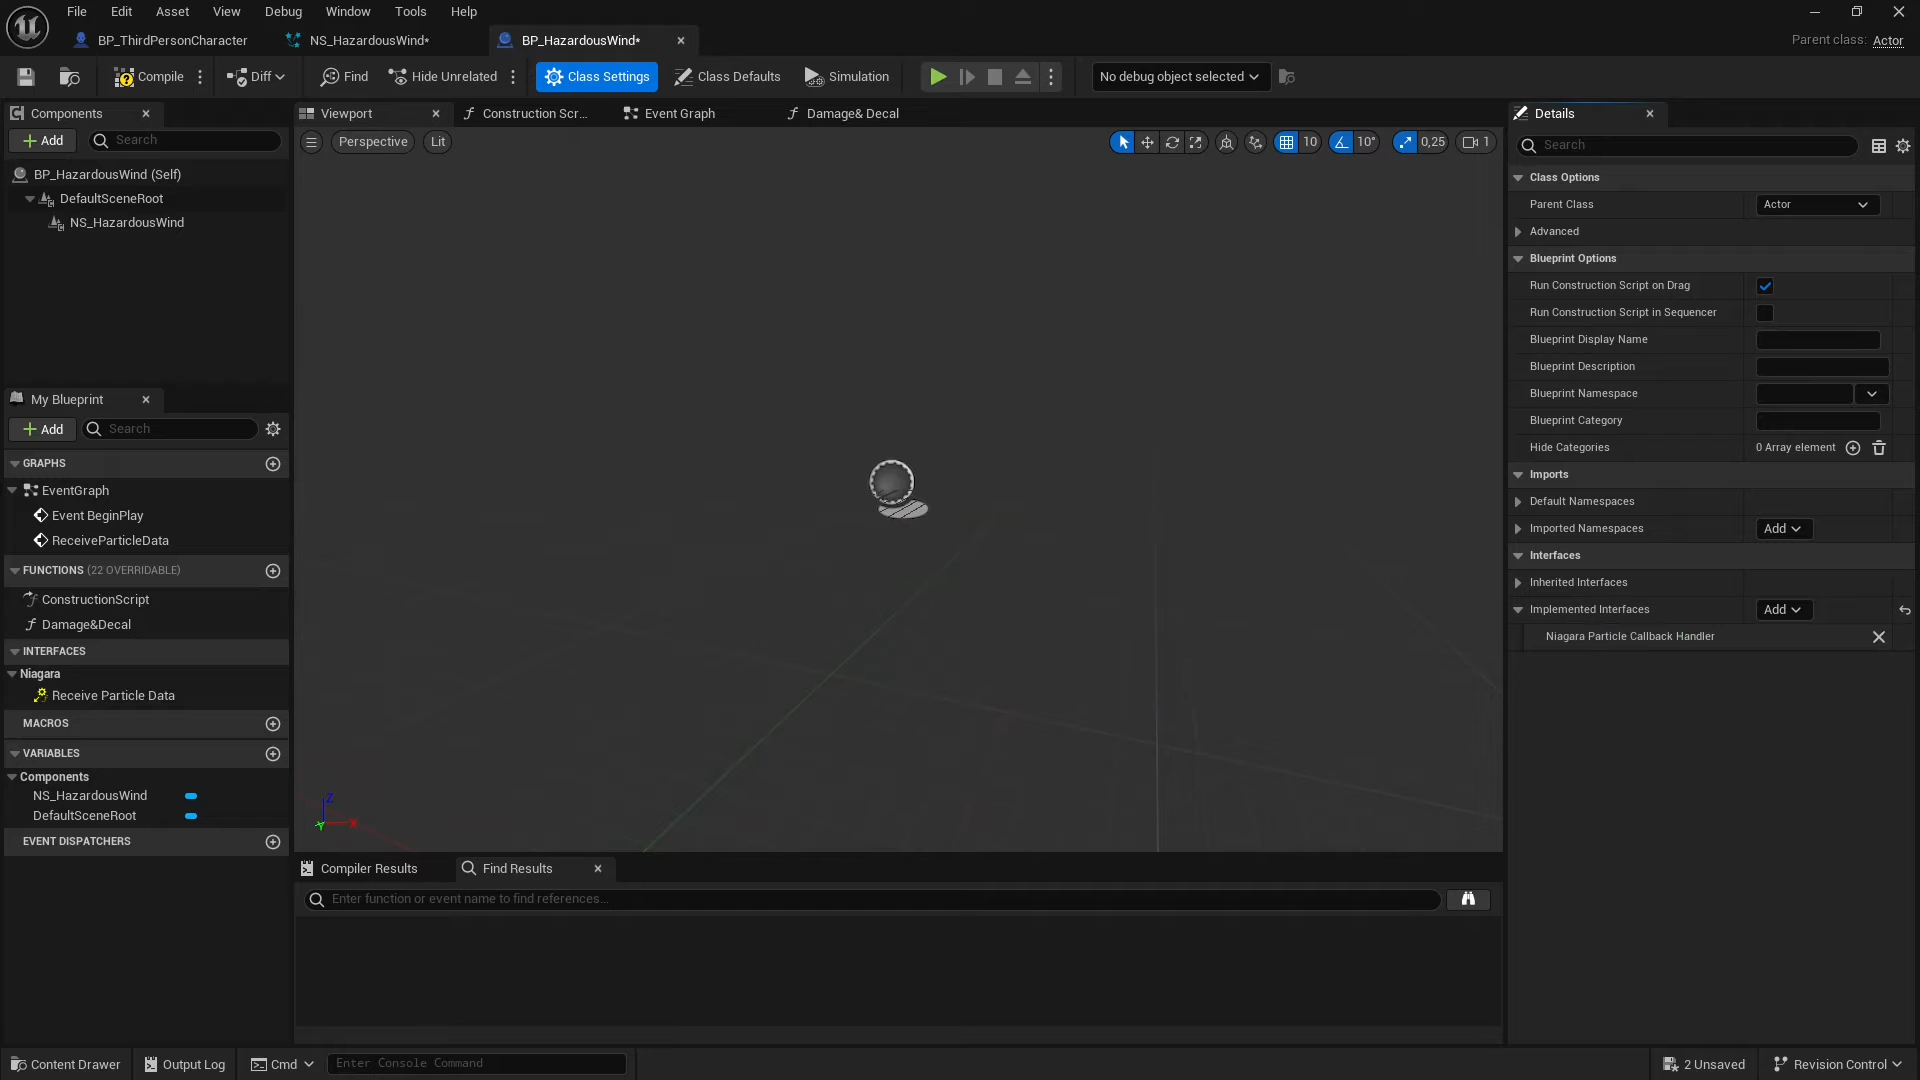 File Edit Asset View Debug Window Tools Help
BP_ThirdPersonCharacter NS_HazardousWind* BP_HazardousWind* Parent class: Actor
Compile Diff Find Hide Unrelated Class Settings Class Defaults Simulation No debug object selected
Components Viewport Construction Scr... Event Graph Damage& Decal Details
Add Search Perspective Lit 10 10° 0,25 1 Search
BP_HazardousWind (Self)
DefaultSceneRoot
NS_HazardousWind
My Blueprint
Add Search
GRAPHS
EventGraph
Event BeginPlay
ReceiveParticleData
FUNCTIONS (22 OVERRIDABLE)
ConstructionScript
Damage&Decal
INTERFACES
Niagara
Receive Particle Data
MACROS
VARIABLES
Components
NS_HazardousWind
DefaultSceneRoot
EVENT DISPATCHERS
Z
X
Y
Class Options
Parent Class Actor
Advanced
Blueprint Options
Run Construction Script on Drag
Run Construction Script in Sequencer
Blueprint Display Name
Blueprint Description
Blueprint Namespace
Blueprint Category
Hide Categories 0 Array element
Imports
Default Namespaces
Imported Namespaces Add
Interfaces
Inherited Interfaces
Implemented Interfaces Add
Niagara Particle Callback Handler
Compiler Results Find Results
Enter function or event name to find references...
Content Drawer Output Log Cmd Enter Console Command 2 Unsaved Revision Control